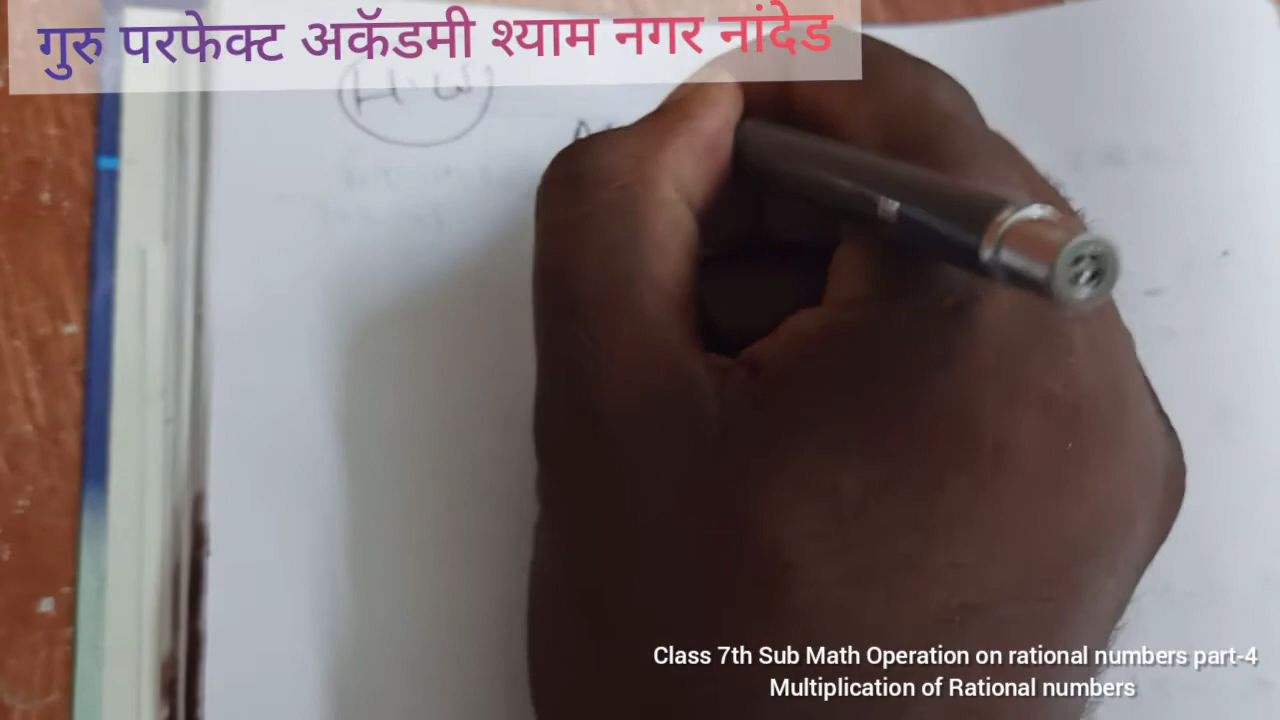 गुरु परफेक्ट अकॅडमी श्याम नगर नांदेड
H.W
Class 7th Sub Math Operation on rational numbers part-4
Multiplication of Rational numbers